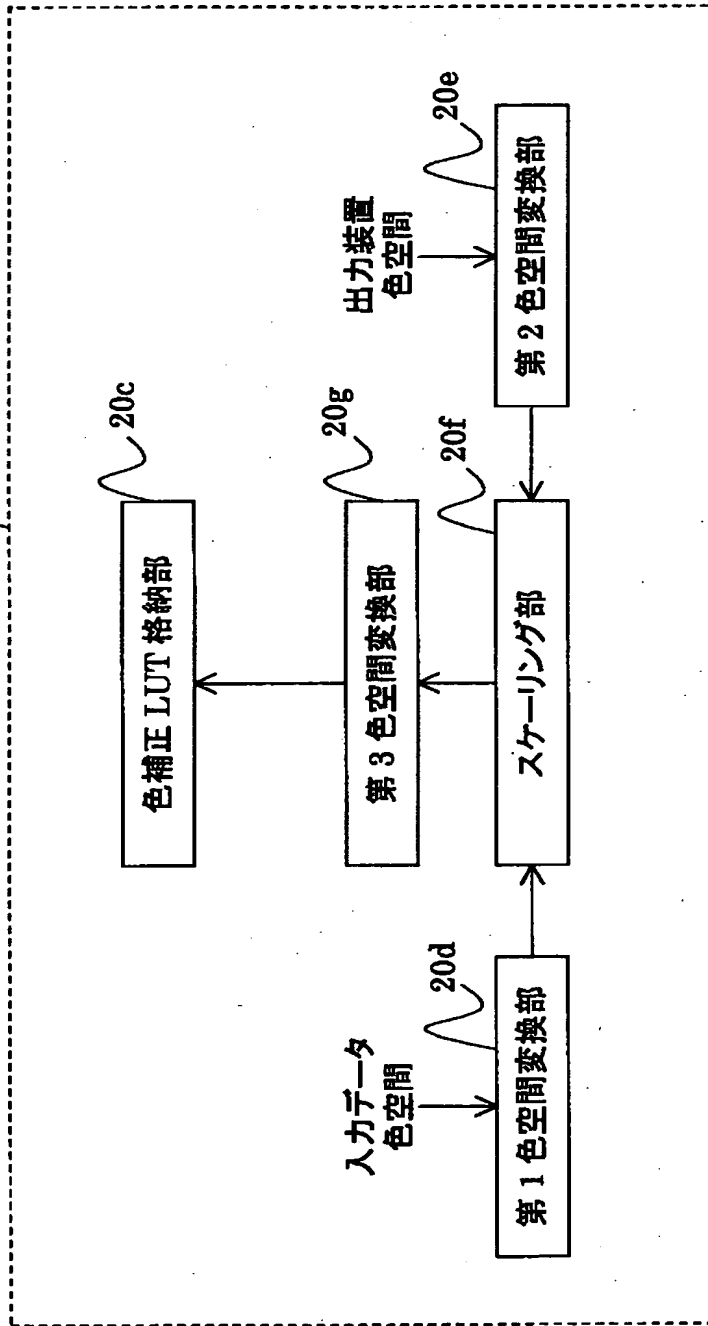 20c
色補正 LUT 格納部
20g
第 3 色空間変換部
入力データ
色空間
20d
第 1 色空間変換部
20f
スケーリング部
出力装置
色空間
20e
第 2 色空間変換部